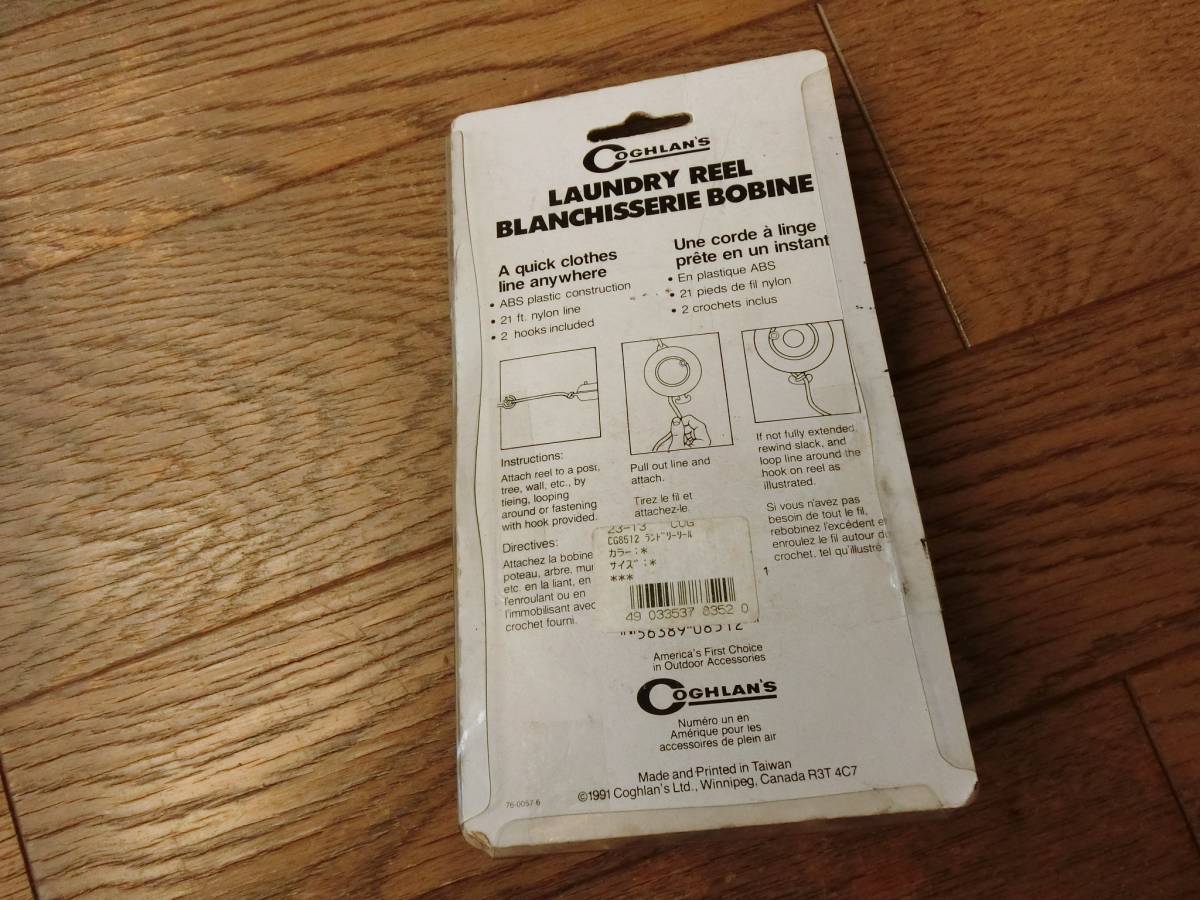 COGHLAN'S
LAUNDRY REEL
BLANCHISSERIE BOBINE
A quick clothes
line anywhere
• ABS plastic construction
• 21 ft. nylon line
• 2 hooks included
Une corde à linge
prête en un instant
• En plastique ABS
• 21 pieds de fil nylon
• 2 crochets inclus
Instructions:
Attach reel to a post,
tree, wall, etc., by
tieing, looping
around or fastening
with hook provided.
Directives:
Attachez la bobine
poteau, arbre, mur
etc. en la liant, en
l'enroulant ou en
l'immobilisant avec
crochet fourni.
Pull out line and
attach.
Tirez le fil et
attachez-le
If not fully extended,
rewind slack, and
loop line around the
hook on reel as
illustrated.
Si vous n'avez pas
besoin de tout le fil,
rebobinez l'excédent et
enroulez le fil autour du
crochet, tel qu'illustré.
1
23-13 COG
CG8512 ランドリーリール
カラー:*
サイズ:*
***
49 033537 8352 0
56389-08512
America's First Choice
in Outdoor Accessories
COGHLAN'S
Numéro un en
Amérique pour les
accessoires de plein air
Made and Printed in Taiwan
©1991 Coghlan's Ltd., Winnipeg, Canada R3T 4C7
76-0057-6